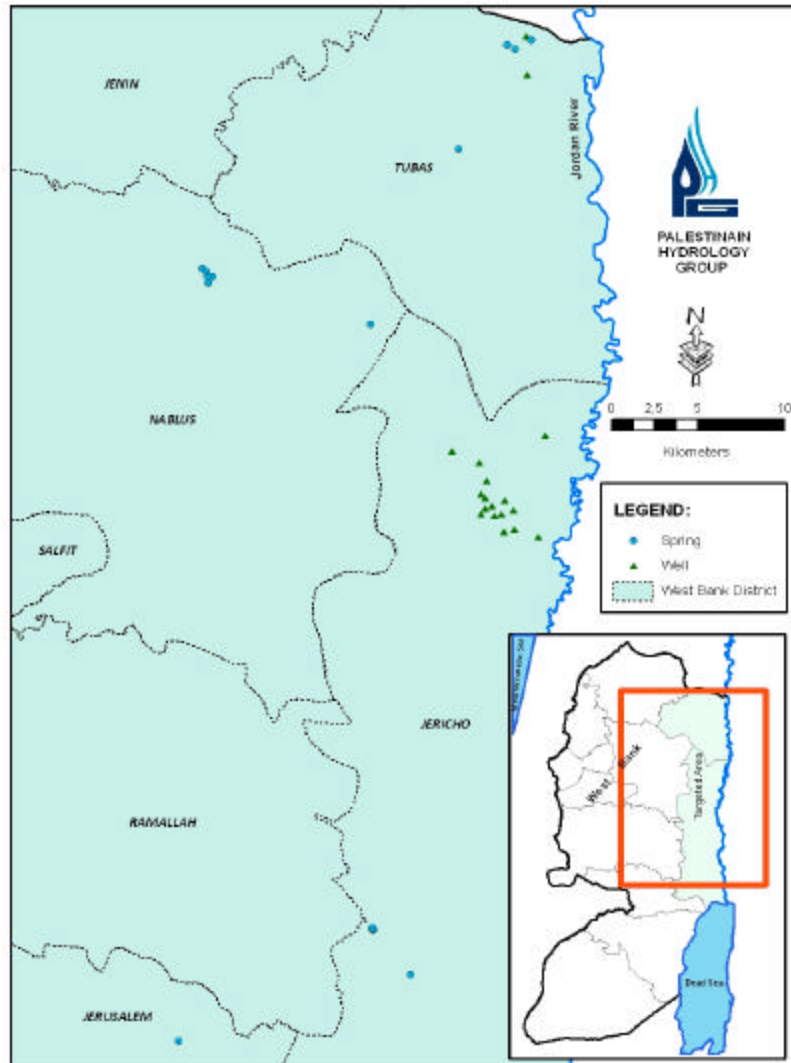 JENIN
TUBAS
Jordan River
NABLUS
SALFIT
JERICHO
RAMALLAH
JERUSALEM
PALESTINAIN
HYDROLOGY
GROUP
N
0 2,5 5 10
Kilometers
LEGEND:
Spring
Well
West Bank District
West Bank
Targeted Area
Dead Sea